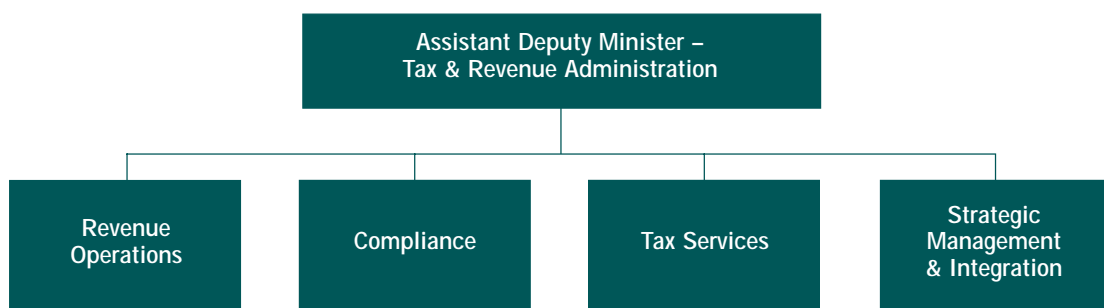 Assistant Deputy Minister –
Tax & Revenue Administration
Revenue
Operations
Compliance
Tax Services
Strategic
Management
& Integration